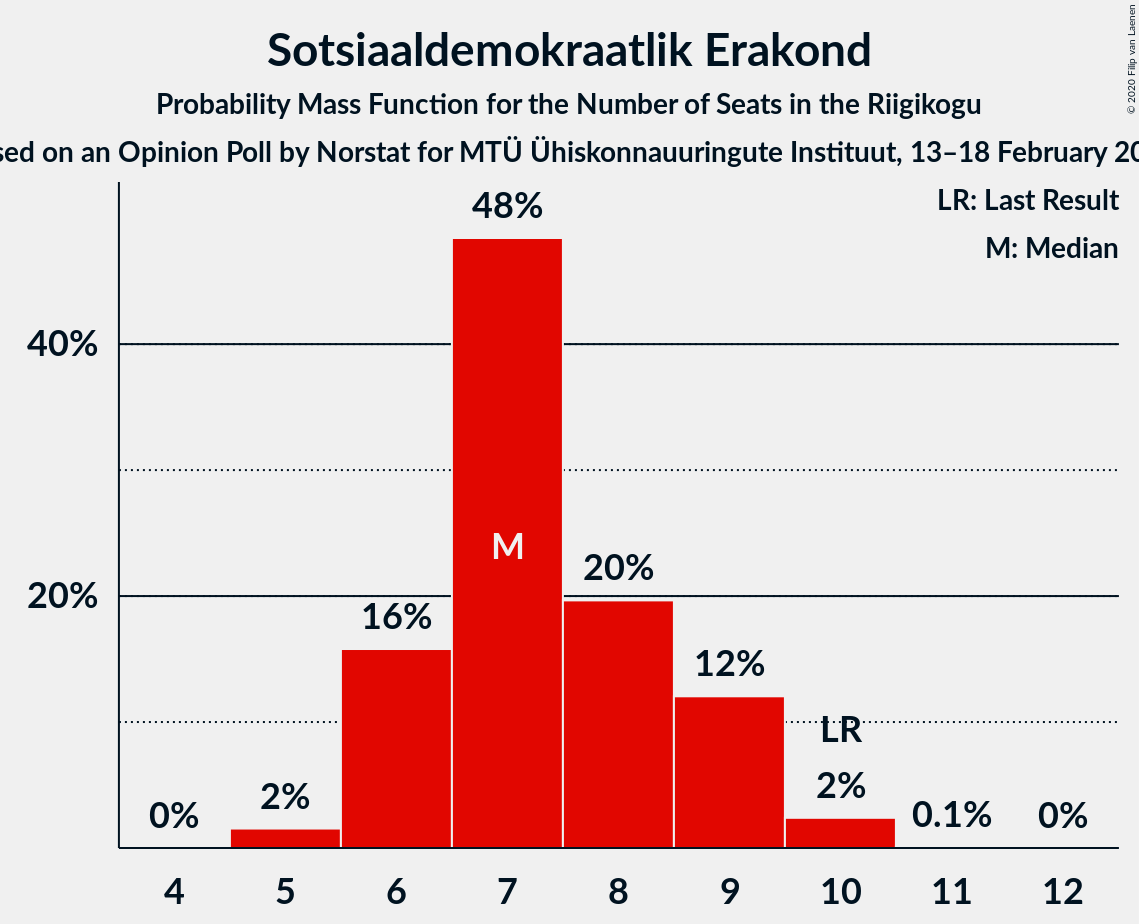 Sotsiaaldemokraatlik Erakond
Probability Mass Function for the Number of Seats in the Riigikogu
sed on an Opinion Poll by Norstat for MTÜ Ühiskonnauuringute Instituut, 13–18 February 20
© 2020 Filip van Laenen
LR: Last Result
M: Median
48%
40%
M
20%
20%
16%
12%
LR
2%
2%
0%
0.1%
0%
4 5 6 7 8 9 10 11 12